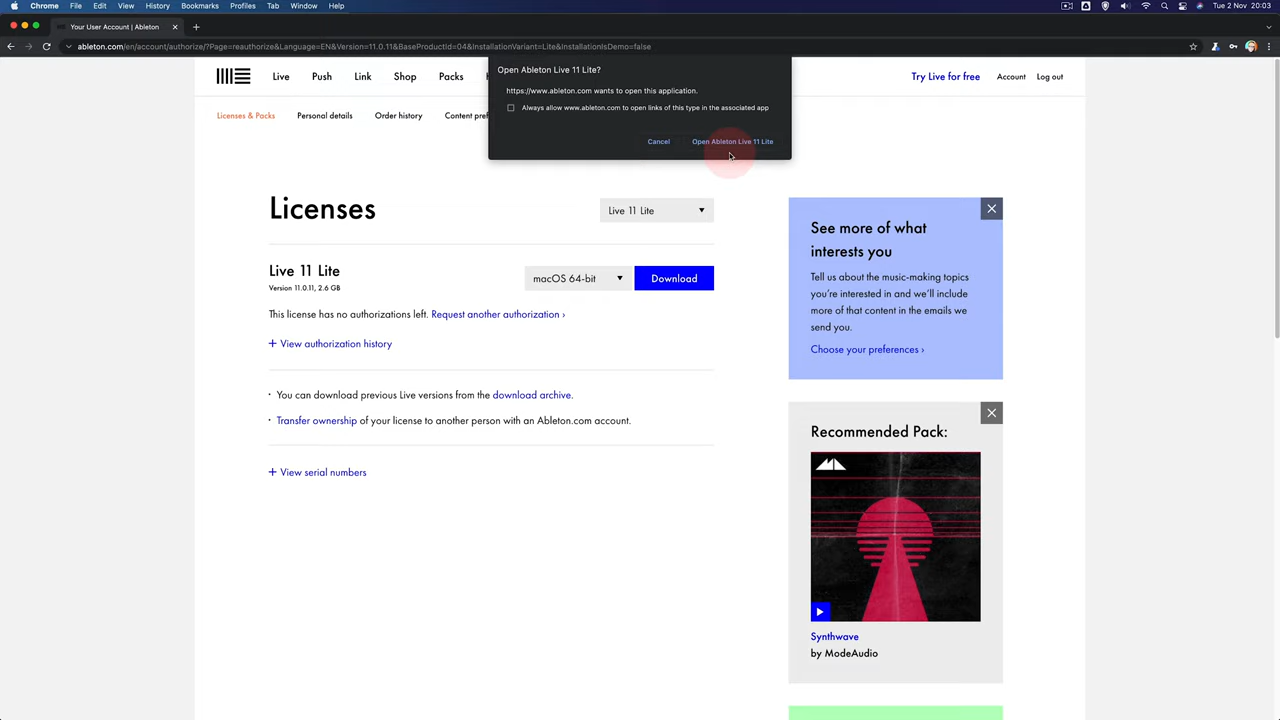 Chrome File Edit View History Bookmarks Profiles Tab Window Help Tue 2 Nov 20:03
Your User Account | Ableton
ableton.com/en/account/authorize/?Page=reauthorize&Language=EN&Version=11.0.11&BaseProductId=04&InstallationVariant=Lite&InstallationIsDemo=false
Open Ableton Live 11 Lite?
https://www.ableton.com wants to open this application.
Always allow www.ableton.com to open links of this type in the associated app
Cancel Open Ableton Live 11 Lite
Live Push Link Shop Packs Try Live for free Account Log out
Licenses & Packs Personal details Order history Content pref
Licenses
Live 11 Lite
Live 11 Lite
Version 11.0.11, 2.6 GB
macOS 64-bit Download
This license has no authorizations left. Request another authorization ›
+ View authorization history
· You can download previous Live versions from the download archive.
· Transfer ownership of your license to another person with an Ableton.com account.
+ View serial numbers
See more of what
interests you
Tell us about the music-making topics
you're interested in and we'll include
more of that content in the emails we
send you.
Choose your preferences ›
Recommended Pack:
Synthwave
by ModeAudio